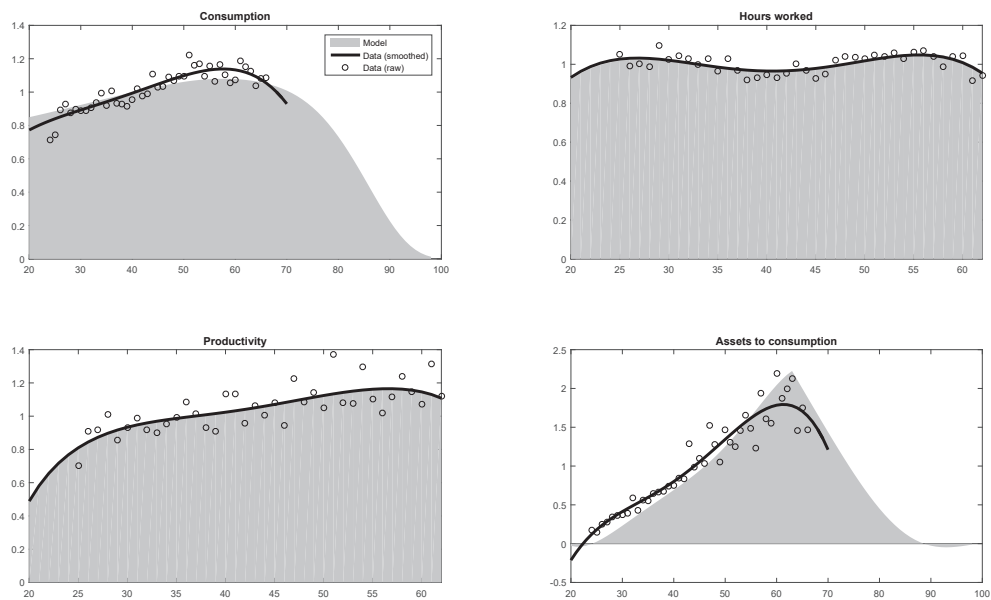 Consumption
1.4
1.2
1
0.8
0.6
0.4
0.2
0
20 30 40 50 60 70 80 90 100
Model
Data (smoothed)
Data (raw)
Hours worked
1.2
1
0.8
0.6
0.4
0.2
0
20 25 30 35 40 45 50 55 60
Productivity
1.4
1.2
1
0.8
0.6
0.4
0.2
0
20 25 30 35 40 45 50 55 60
Assets to consumption
2.5
2
1.5
1
0.5
0
-0.5
20 30 40 50 60 70 80 90 100